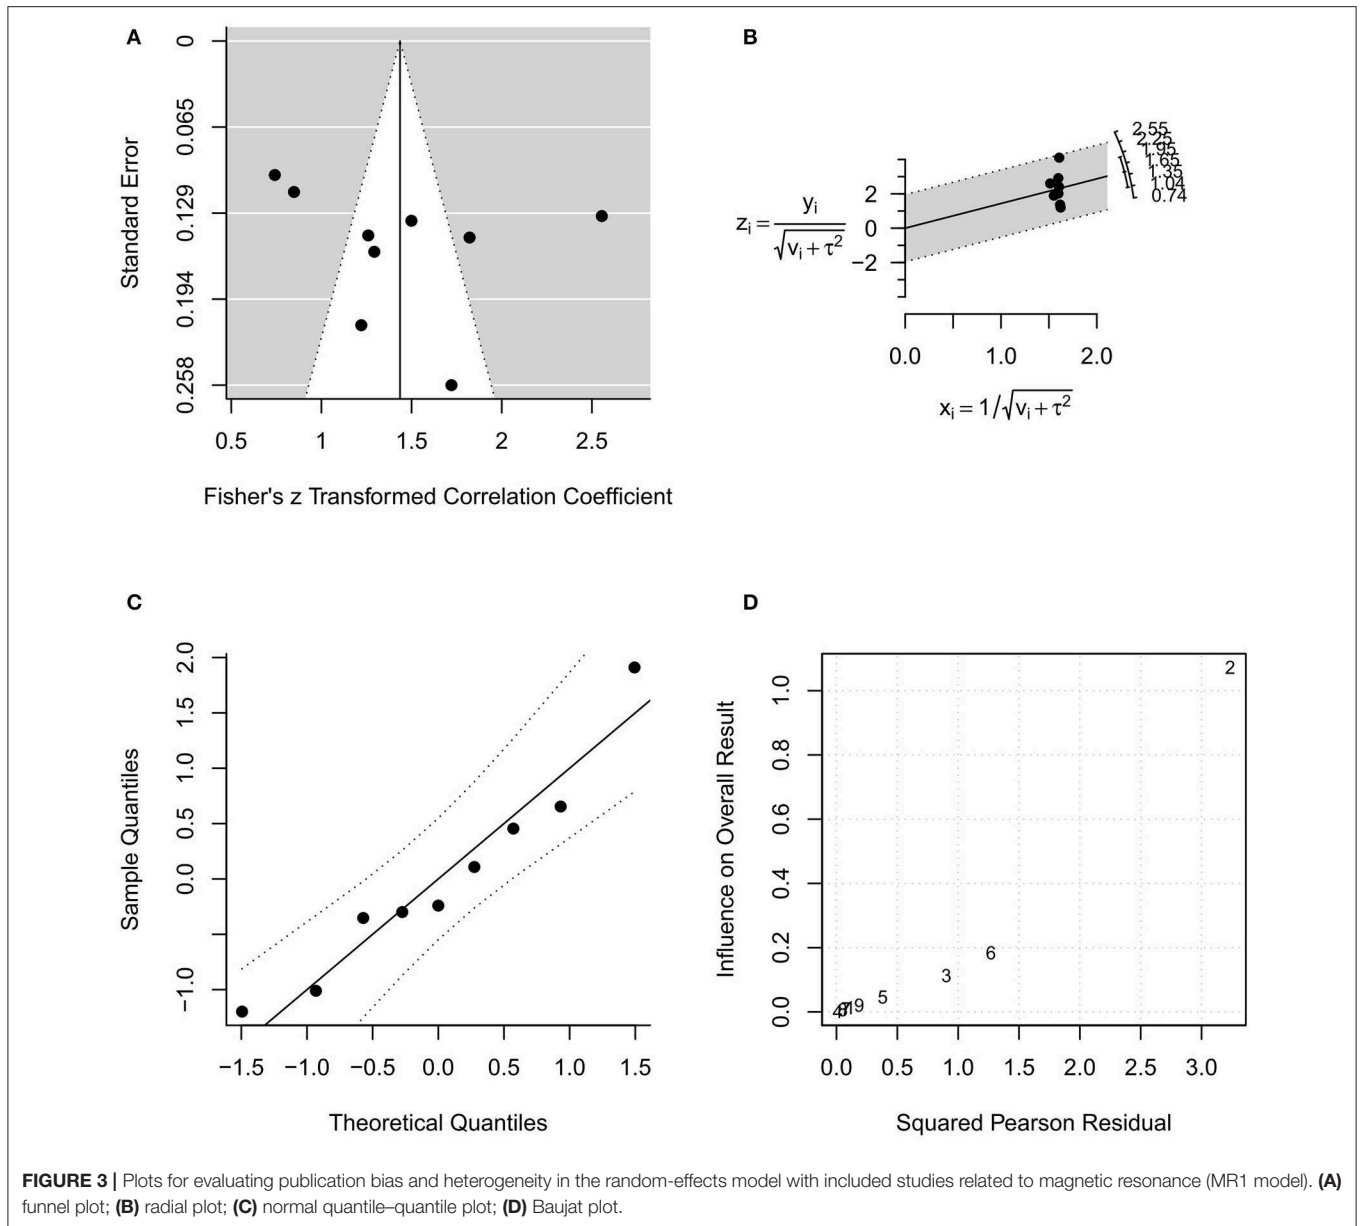 A
0
0.065
0.129
0.194
0.258
Standard Error
0.5 1 1.5 2 2.5
Fisher's z Transformed Correlation Coefficient
B
2.55
2.25
1.95
1.65
1.35
1.04
0.74
2
0
−2
zᵢ = yᵢ / √(vᵢ + τ²)
0.0 1.0 2.0
xᵢ = 1/√(vᵢ + τ²)
C
2.0
1.5
1.0
0.5
0.0
−1.0
Sample Quantiles
−1.5 −1.0 −0.5 0.0 0.5 1.0 1.5
Theoretical Quantiles
D
1.0
0.8
0.6
0.4
0.2
0.0
Influence on Overall Result
2
6
3
5
9
4
0.0 0.5 1.0 1.5 2.0 2.5 3.0
Squared Pearson Residual
FIGURE 3 | Plots for evaluating publication bias and heterogeneity in the random-effects model with included studies related to magnetic resonance (MR1 model). (A)
funnel plot; (B) radial plot; (C) normal quantile–quantile plot; (D) Baujat plot.